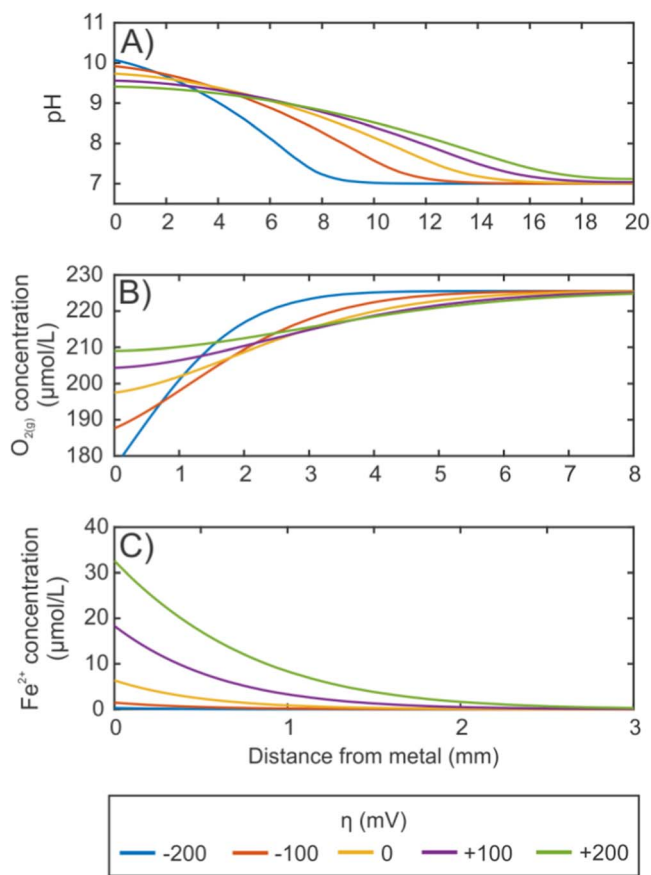 A)
11
10
9
8
7
pH
0 2 4 6 8 10 12 14 16 18 20
B)
230
220
210
200
190
180
O2(g) concentration
(μmol/L)
0 1 2 3 4 5 6 7 8
C)
40
30
20
10
0
Fe2+ concentration
(μmol/L)
0 1 2 3
Distance from metal (mm)
η (mV)
-200 -100 0 +100 +200